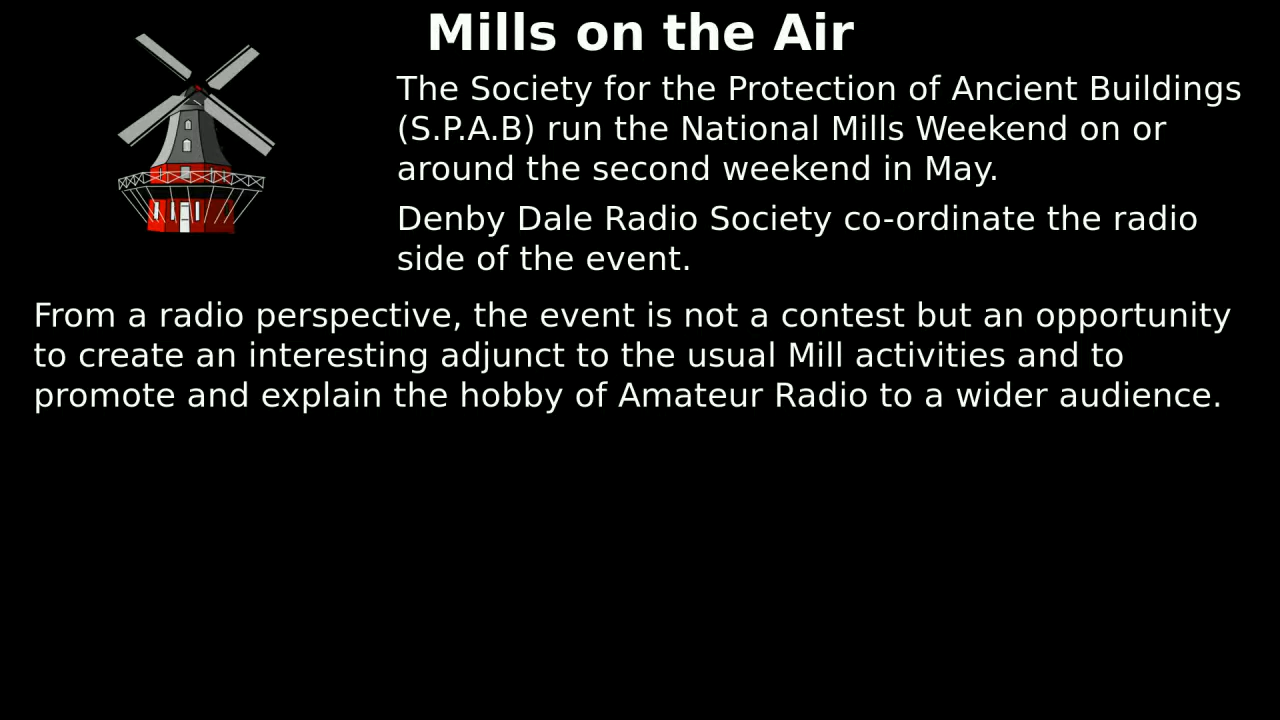 Mills on the Air
The Society for the Protection of Ancient Buildings
(S.P.A.B) run the National Mills Weekend on or
around the second weekend in May.
Denby Dale Radio Society co-ordinate the radio
side of the event.
From a radio perspective, the event is not a contest but an opportunity
to create an interesting adjunct to the usual Mill activities and to
promote and explain the hobby of Amateur Radio to a wider audience.